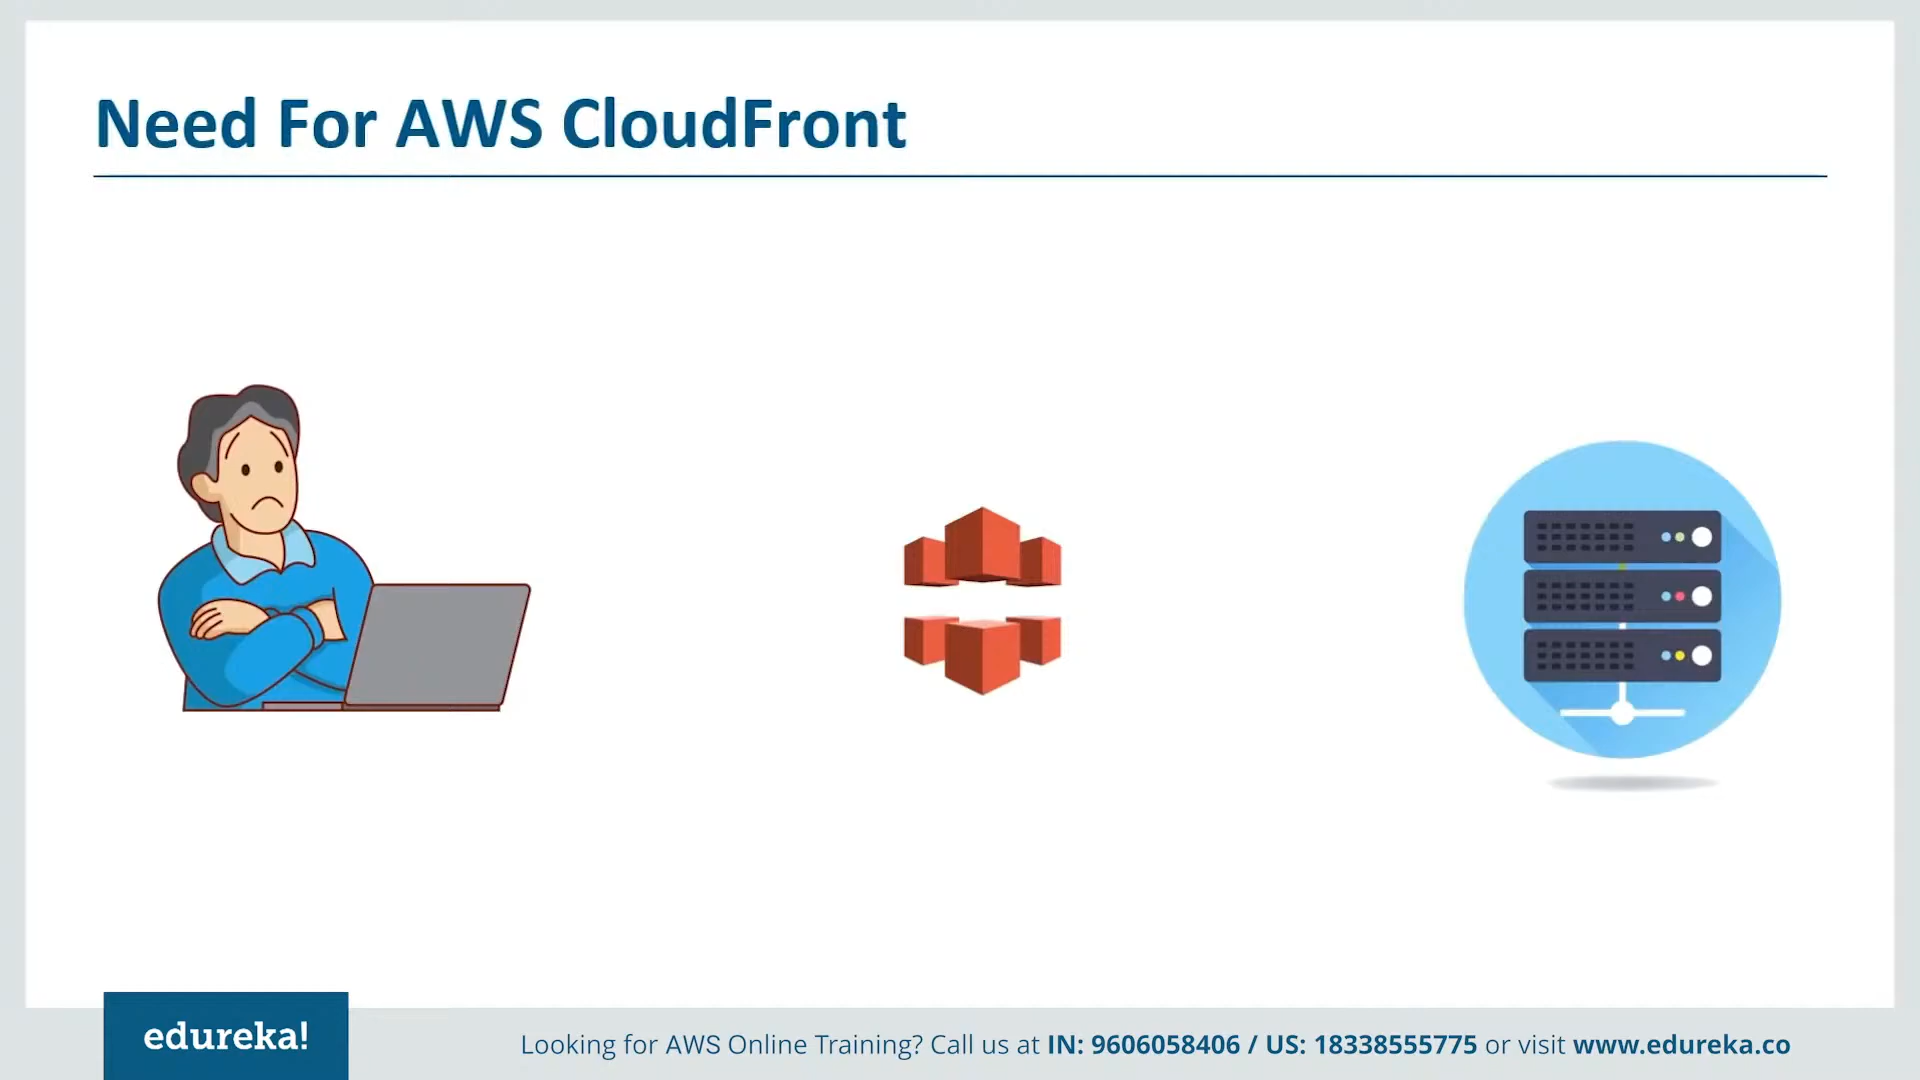 Need For AWS CloudFront
edureka!
Looking for AWS Online Training? Call us at IN: 9606058406 / US: 18338555775 or visit www.edureka.co